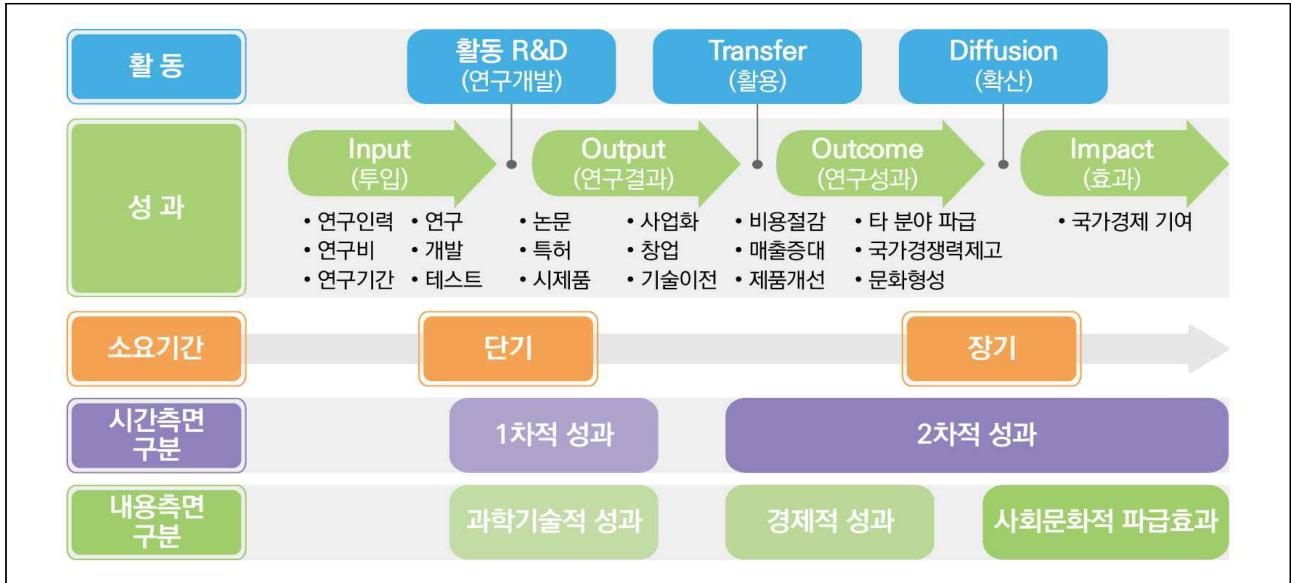 활 동
활동 R&D
(연구개발)
Transfer
(활용)
Diffusion
(확산)
성 과
Input
(투입)
Output
(연구결과)
Outcome
(연구성과)
Impact
(효과)
• 연구인력 • 연구 • 논문 • 사업화 • 비용절감 • 타 분야 파급 • 국가경제 기여
• 연구비 • 개발 • 특허 • 창업 • 매출증대 • 국가경쟁력제고
• 연구기간 • 테스트 • 시제품 • 기술이전 • 제품개선 • 문화형성
소요기간
단기
장기
시간측면
구분
1차적 성과
2차적 성과
내용측면
구분
과학기술적 성과
경제적 성과
사회문화적 파급효과